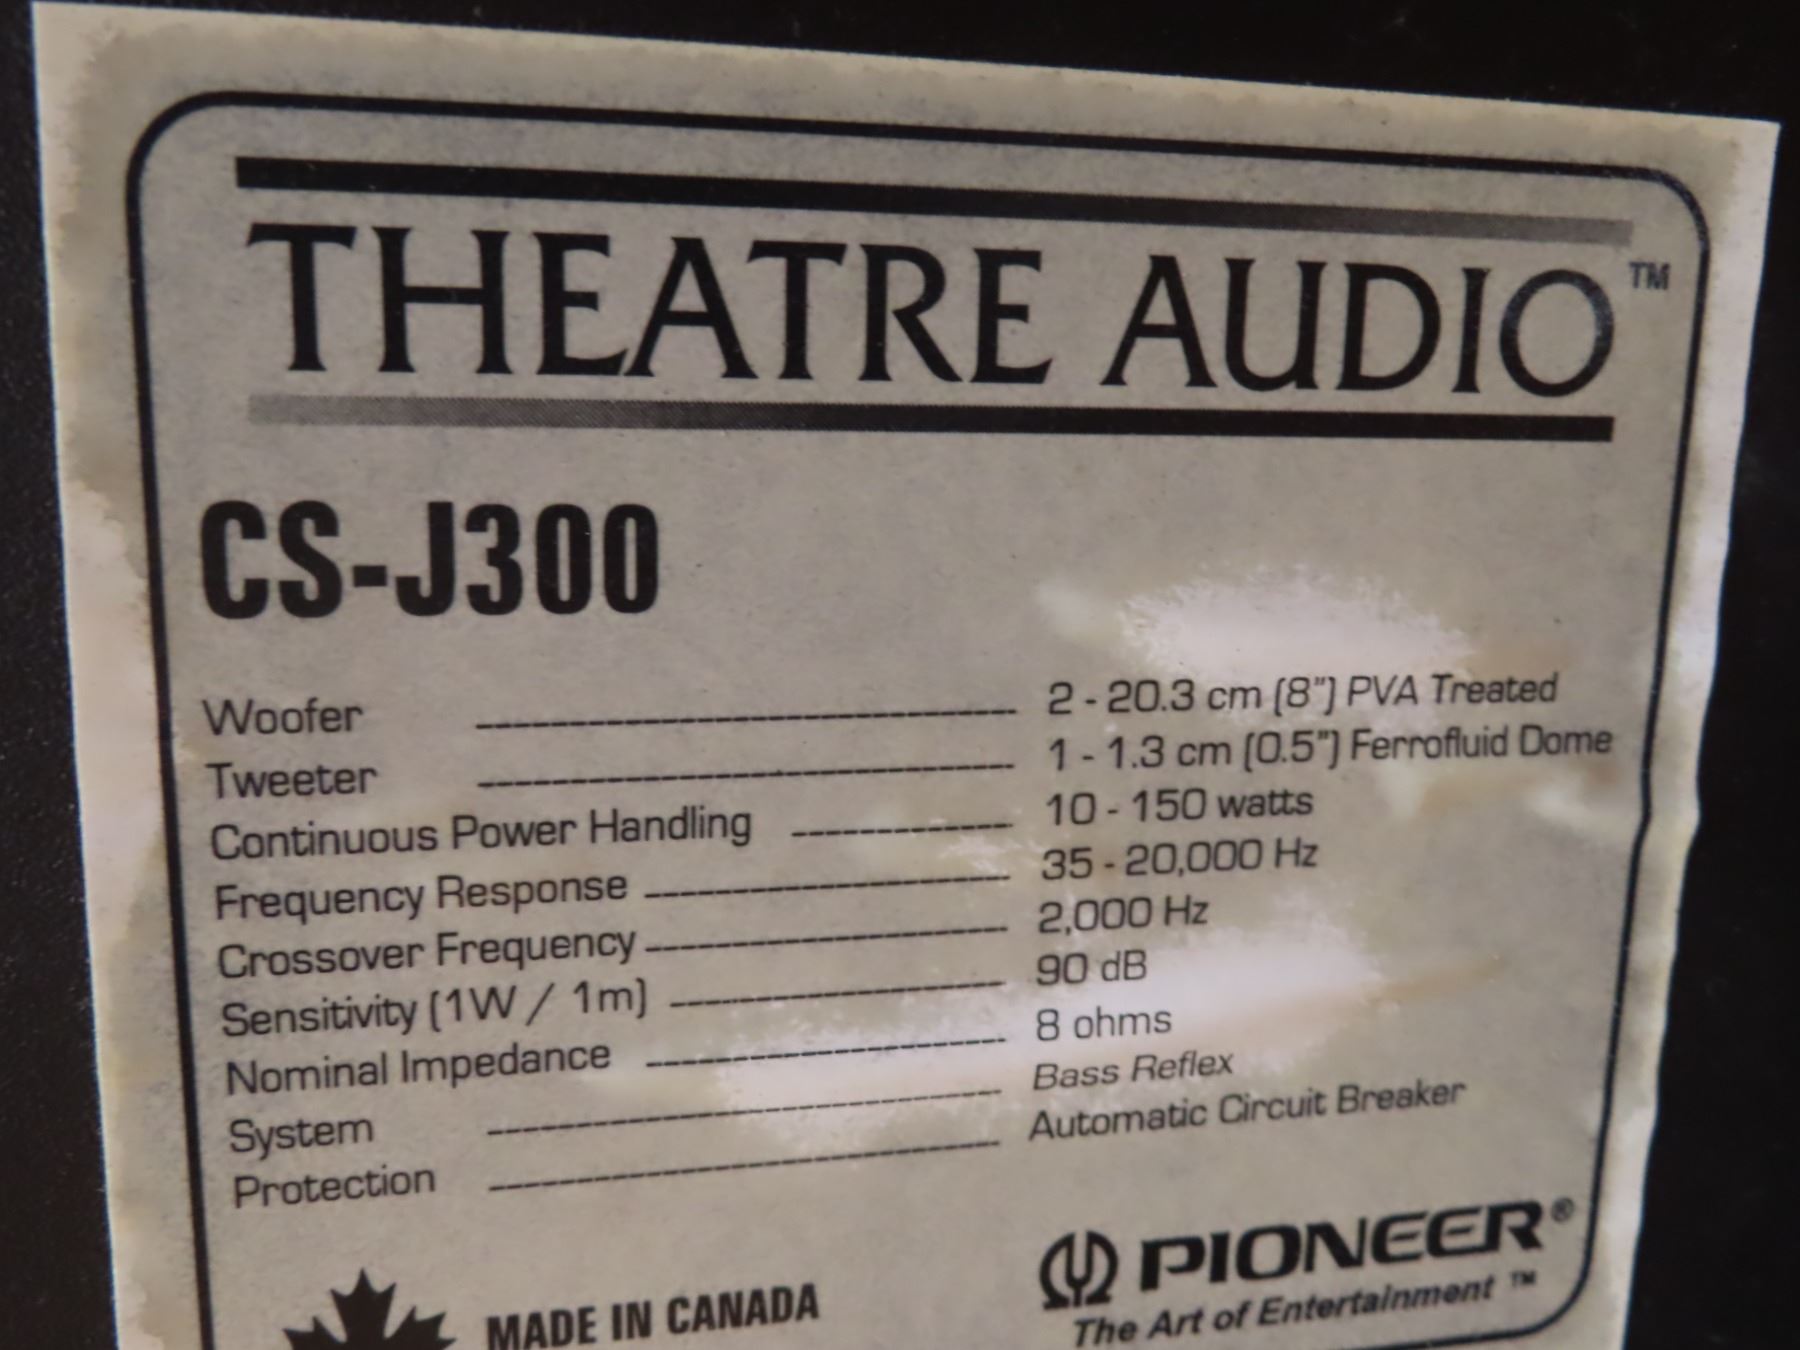 THEATRE AUDIO™
CS-J300
Woofer 2 - 20.3 cm (8") PVA Treated
Tweeter 1 - 1.3 cm (0.5") Ferrofluid Dome
Continuous Power Handling 10 - 150 watts
Frequency Response 35 - 20,000 Hz
Crossover Frequency 2,000 Hz
Sensitivity (1W / 1m) 90 dB
Nominal Impedance 8 ohms
System Bass Reflex
Protection Automatic Circuit Breaker
PIONEER®
The Art of Entertainment™
MADE IN CANADA